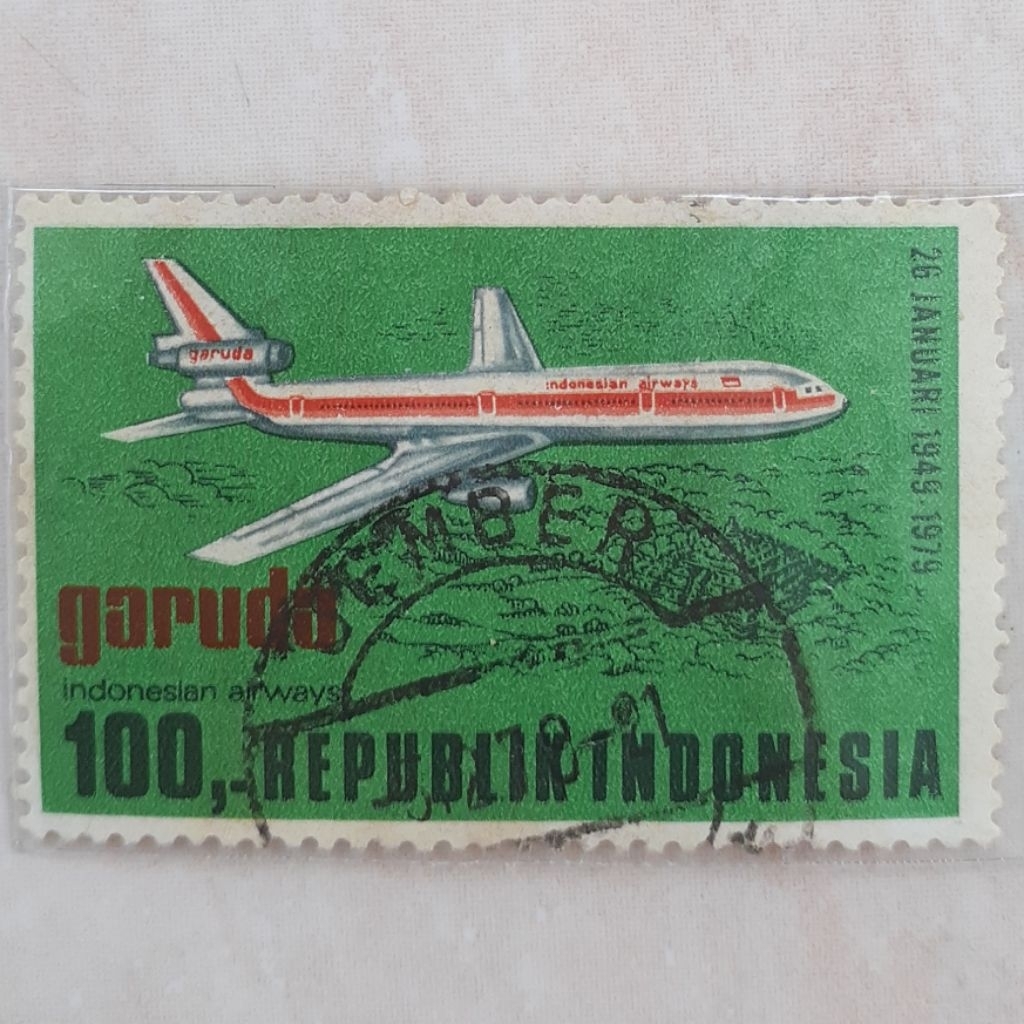 garuda
indonesian airways
26 JANUARI 1949 1979
EMBER
garuda
indonesian airways
100,- REPUBLIK INDONESIA